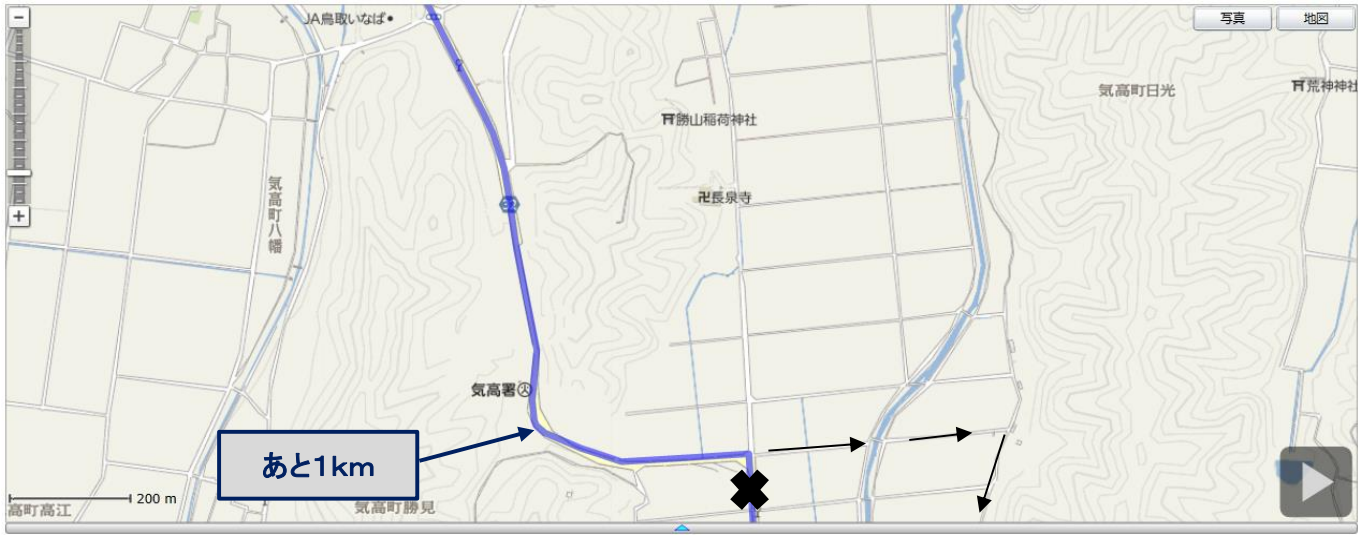 −
JA鳥取いなば
写真
地図
気高町日光
荒神神社
勝山稲荷神社
気高町八幡
長泉寺
32
+
気高署
あと1km
200 m
高町高江
気高町勝見